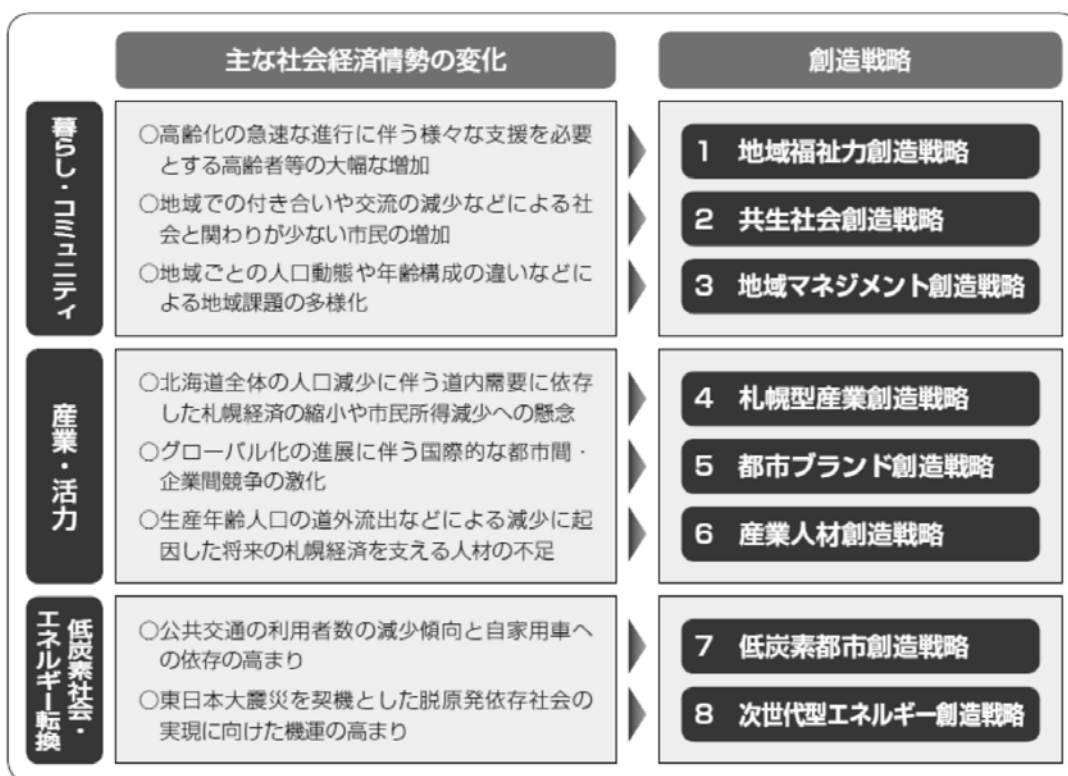 主な社会経済情勢の変化
創造戦略
暮らし・コミュニティ
○高齢化の急速な進行に伴う様々な支援を必要
とする高齢者等の大幅な増加
○地域での付き合いや交流の減少などによる社
会と関わりが少ない市民の増加
○地域ごとの人口動態や年齢構成の違いなどに
よる地域課題の多様化
1 地域福祉力創造戦略
2 共生社会創造戦略
3 地域マネジメント創造戦略
産業・活力
○北海道全体の人口減少に伴う道内需要に依存
した札幌経済の縮小や市民所得減少への懸念
○グローバル化の進展に伴う国際的な都市間・
企業間競争の激化
○生産年齢人口の道外流出などによる減少に起
因した将来の札幌経済を支える人材の不足
4 札幌型産業創造戦略
5 都市ブランド創造戦略
6 産業人材創造戦略
低炭素社会・
エネルギー転換
○公共交通の利用者数の減少傾向と自家用車へ
の依存の高まり
○東日本大震災を契機とした脱原発依存社会の
実現に向けた機運の高まり
7 低炭素都市創造戦略
8 次世代型エネルギー創造戦略